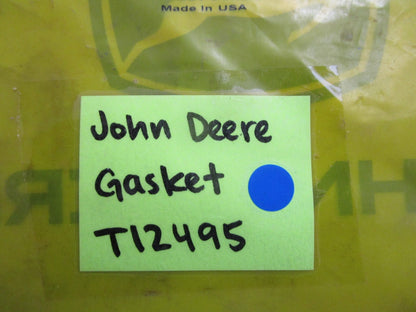 Made In USA
John Deere
Gasket
T12495